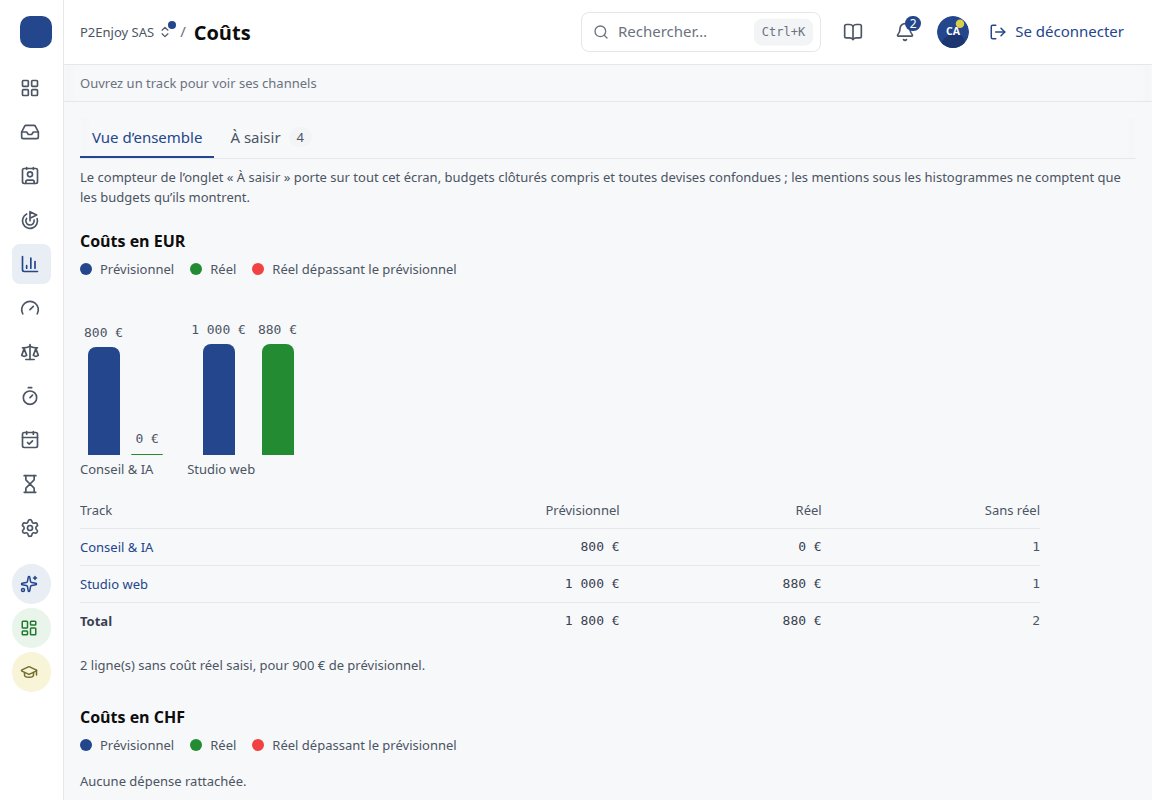 P2Enjoy SAS / Coûts
Rechercher... Ctrl+K
2
CA
Se déconnecter
Ouvrez un track pour voir ses channels
Vue d'ensemble À saisir 4
Le compteur de l'onglet « À saisir » porte sur tout cet écran, budgets clôturés compris et toutes devises confondues ; les mentions sous les histogrammes ne comptent que
les budgets qu'ils montrent.
Coûts en EUR
Prévisionnel Réel Réel dépassant le prévisionnel
800 € 1 000 € 880 €
0 €
Conseil & IA Studio web
Track Prévisionnel Réel Sans réel
Conseil & IA 800 € 0 € 1
Studio web 1 000 € 880 € 1
Total 1 800 € 880 € 2
2 ligne(s) sans coût réel saisi, pour 900 € de prévisionnel.
Coûts en CHF
Prévisionnel Réel Réel dépassant le prévisionnel
Aucune dépense rattachée.